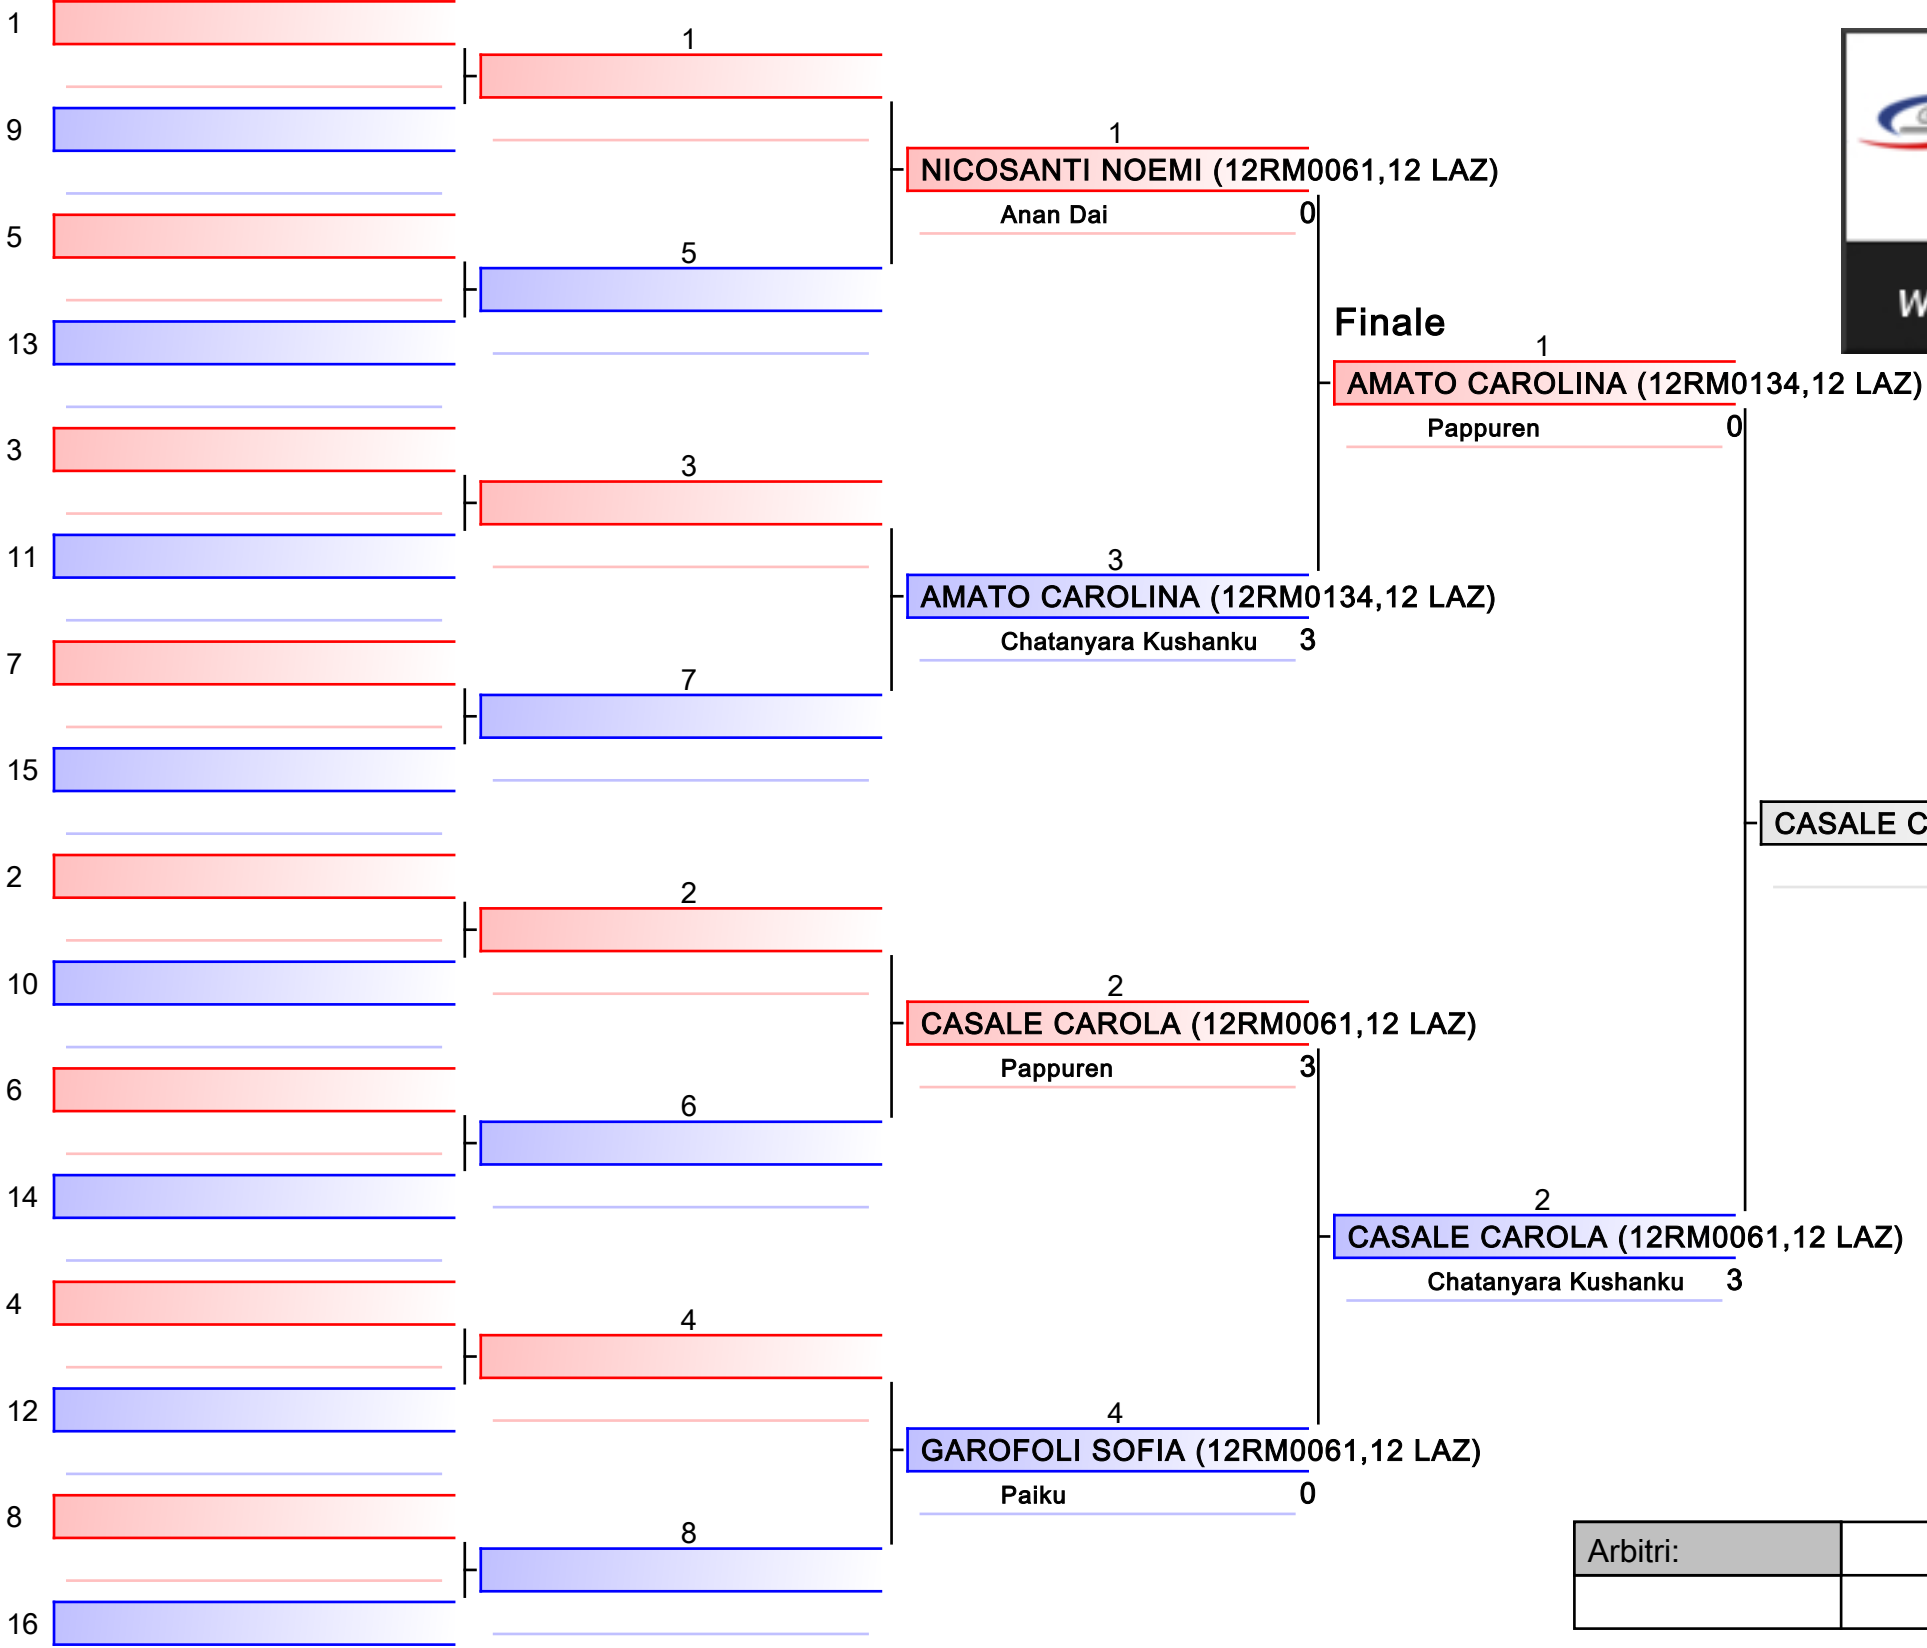 1
9
5
13
3
11
7
15
2
10
6
14
4
12
8
16
1
5
3
7
2
6
4
8
1
NICOSANTI NOEMI (12RM0061,12 LAZ)
Anan Dai 0
3
AMATO CAROLINA (12RM0134,12 LAZ)
Chatanyara Kushanku 3
2
CASALE CAROLA (12RM0061,12 LAZ)
Pappuren 3
4
GAROFOLI SOFIA (12RM0061,12 LAZ)
Paiku 0
Finale
1
AMATO CAROLINA (12RM0134,12 LAZ)
Pappuren 0
2
CASALE CAROLA (12RM0061,12 LAZ)
Chatanyara Kushanku 3
W
CASALE C
Arbitri: